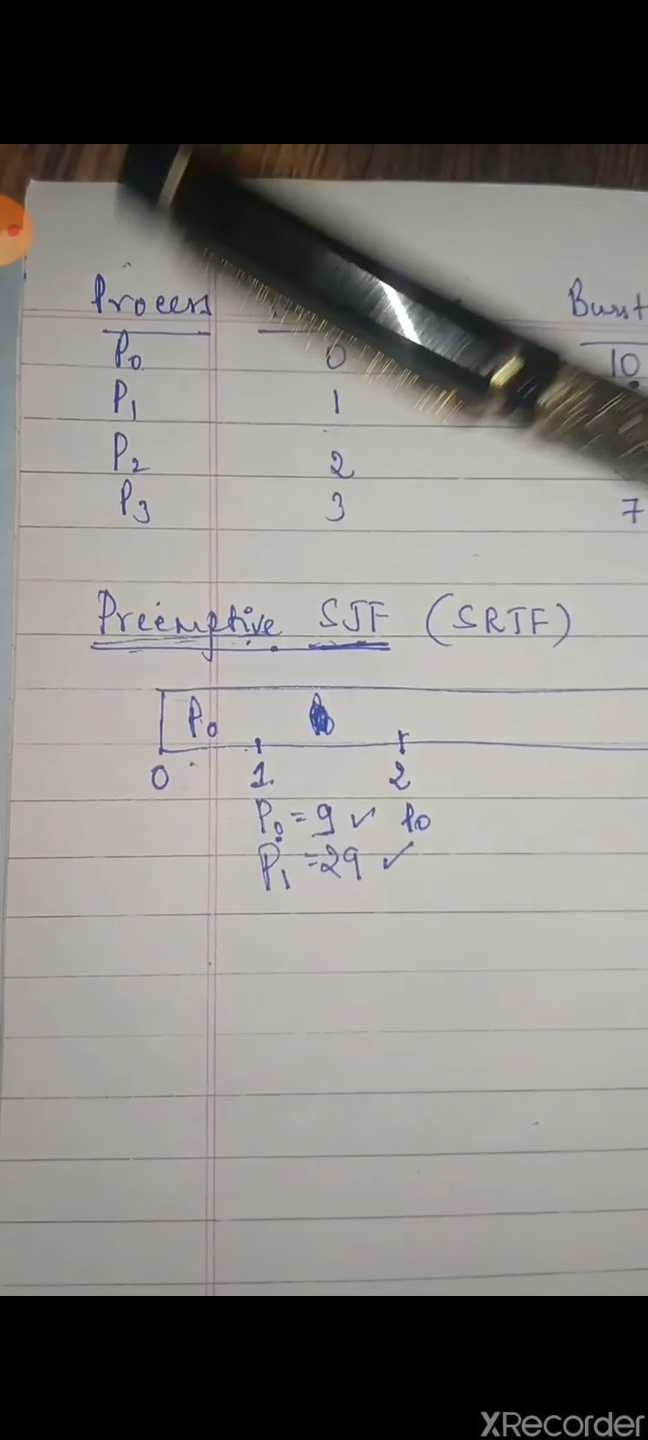 Process Burst
P0 0 10
P1 1
P2 2
P3 3 7
Preemptive SJF (SRTF)
P0
0 1 2
P0 = 9 ✓ P0
P1 = 29 ✓
XRecorder